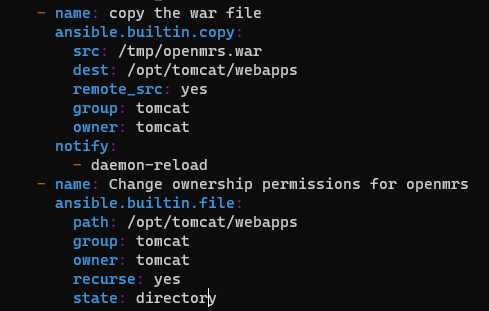 - name: copy the war file
  ansible.builtin.copy:
    src: /tmp/openmrs.war
    dest: /opt/tomcat/webapps
    remote_src: yes
    group: tomcat
    owner: tomcat
  notify:
    - daemon-reload
- name: Change ownership permissions for openmrs
  ansible.builtin.file:
    path: /opt/tomcat/webapps
    group: tomcat
    owner: tomcat
    recurse: yes
    state: directory